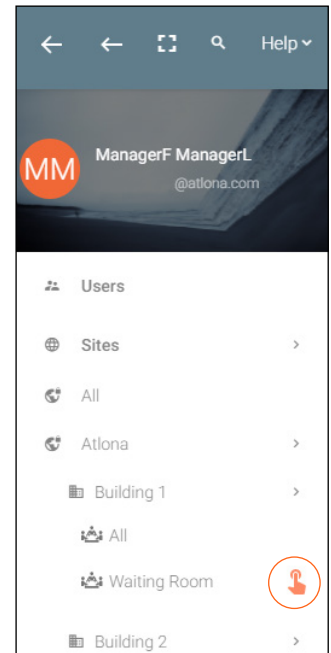 Help
ManagerF ManagerL
MM
@atlona.com
Users
Sites
All
Atlona
Building 1
All
Waiting Room
Building 2